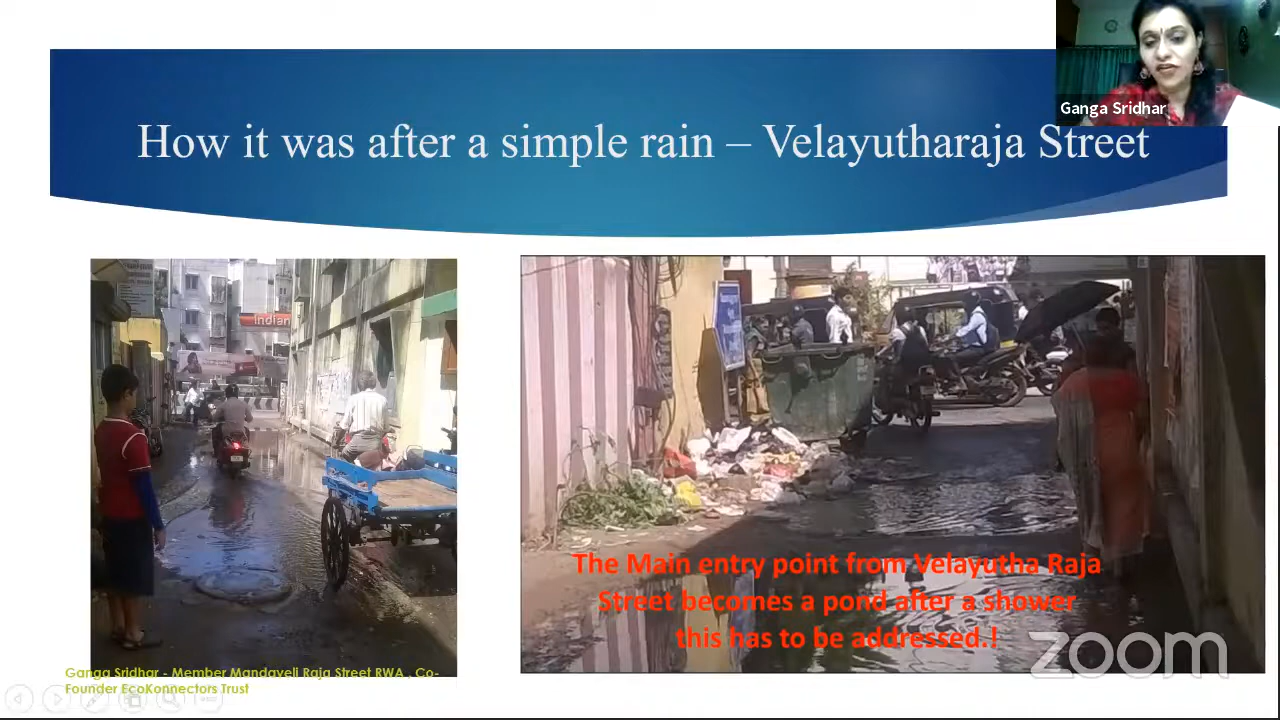 Ganga Sridhar
How it was after a simple rain – Velayutharaja Street
Indian
The Main entry point from Velayutha Raja
Street becomes a pond after a shower
this has to be addressed.!
zoom
Ganga Sridhar - Member Mandaveli Raja Street RWA , Co-
Founder EcoKonnectors Trust